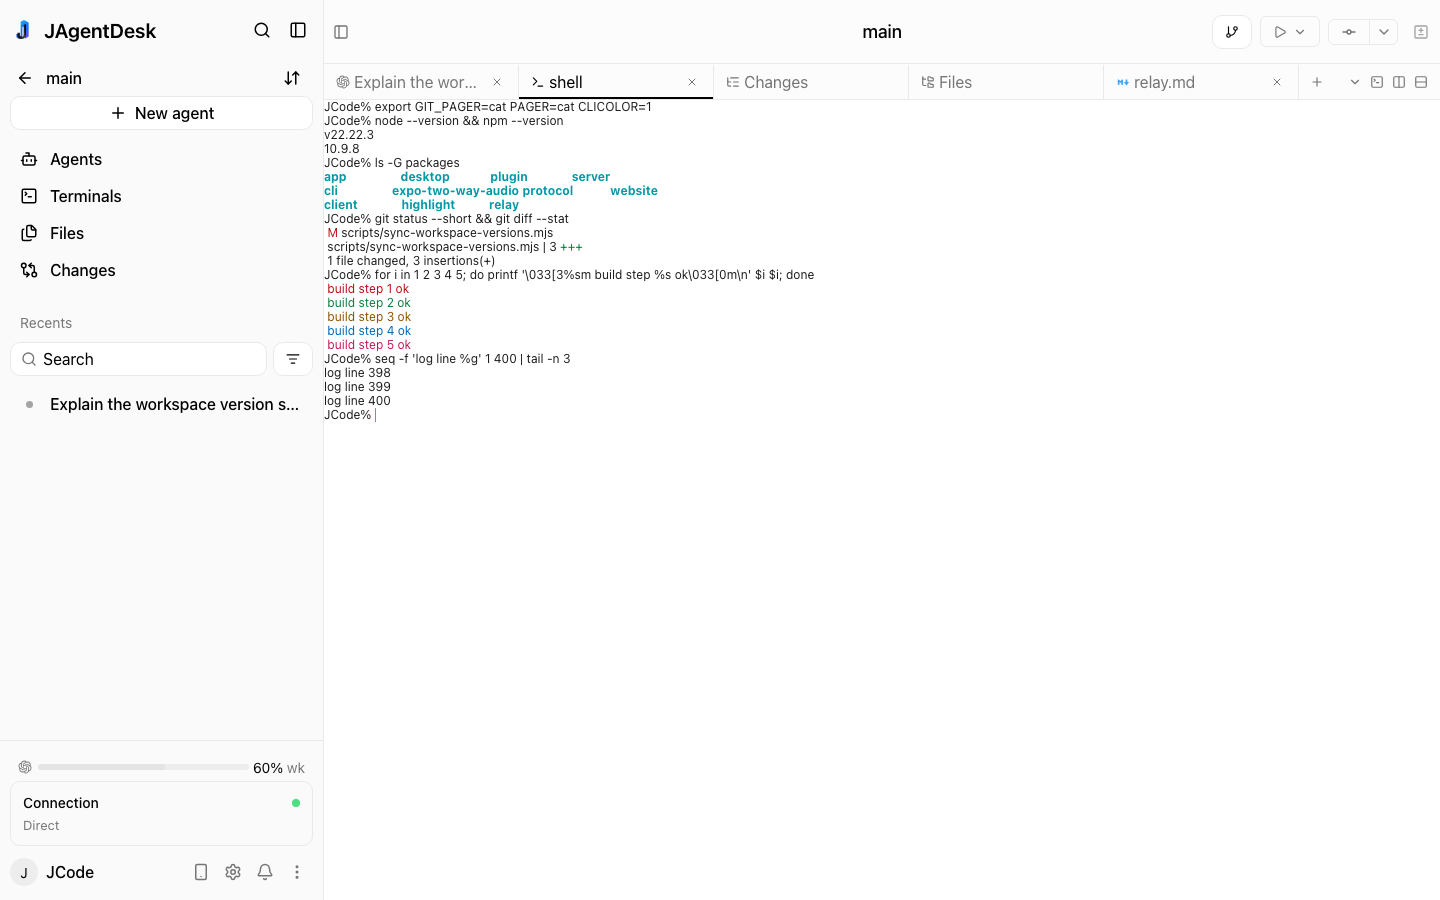 JAgentDesk
main
New agent
Agents
Terminals
Files
Changes
Recents
Search
Explain the workspace version s...
60% wk
Connection
Direct
J JCode
main
Explain the wor...
shell
Changes
Files
relay.md
JCode% export GIT_PAGER=cat PAGER=cat CLICOLOR=1
JCode% node --version && npm --version
v22.22.3
10.9.8
JCode% ls -G packages
app desktop plugin server
cli expo-two-way-audio protocol website
client highlight relay
JCode% git status --short && git diff --stat
M scripts/sync-workspace-versions.mjs
scripts/sync-workspace-versions.mjs | 3 +++
1 file changed, 3 insertions(+)
JCode% for i in 1 2 3 4 5; do printf '\033[3%sm build step %s ok\033[0m\n' $i $i; done
build step 1 ok
build step 2 ok
build step 3 ok
build step 4 ok
build step 5 ok
JCode% seq -f 'log line %g' 1 400 | tail -n 3
log line 398
log line 399
log line 400
JCode%